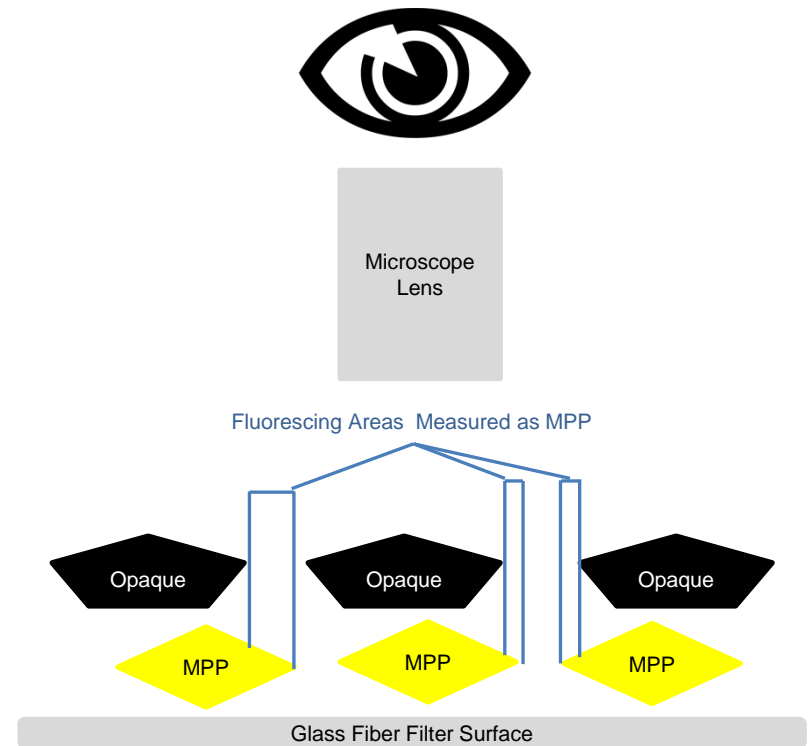 Microscope
Lens
Fluorescing Areas Measured as MPP
Opaque
Opaque
Opaque
MPP
MPP
MPP
Glass Fiber Filter Surface